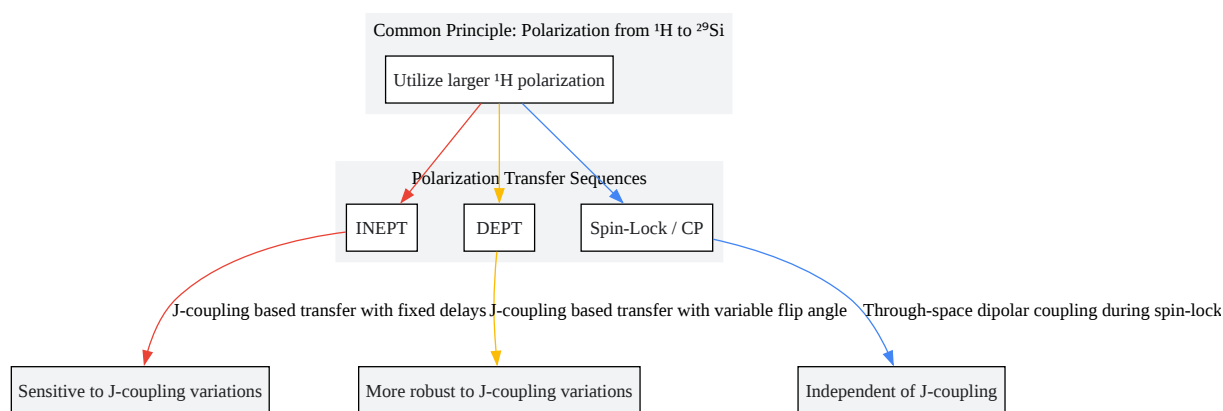 Common Principle: Polarization from ¹H to ²⁹Si
Utilize larger ¹H polarization
Polarization Transfer Sequences
INEPT
DEPT
Spin-Lock / CP
J-coupling based transfer with fixed delays
J-coupling based transfer with variable flip angle
Through-space dipolar coupling during spin-lock
Sensitive to J-coupling variations
More robust to J-coupling variations
Independent of J-coupling